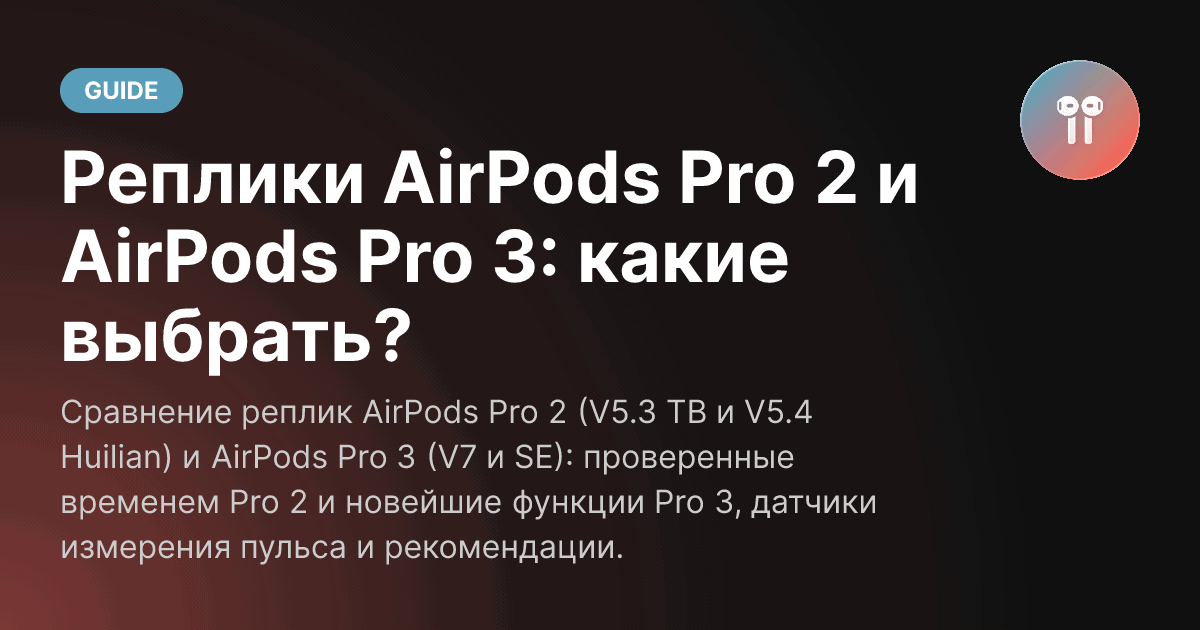 GUIDE
Реплики AirPods Pro 2 и
AirPods Pro 3: какие
выбрать?
Сравнение реплик AirPods Pro 2 (V5.3 TB и V5.4
Huilian) и AirPods Pro 3 (V7 и SE): проверенные
временем Pro 2 и новейшие функции Pro 3, датчики
измерения пульса и рекомендации.